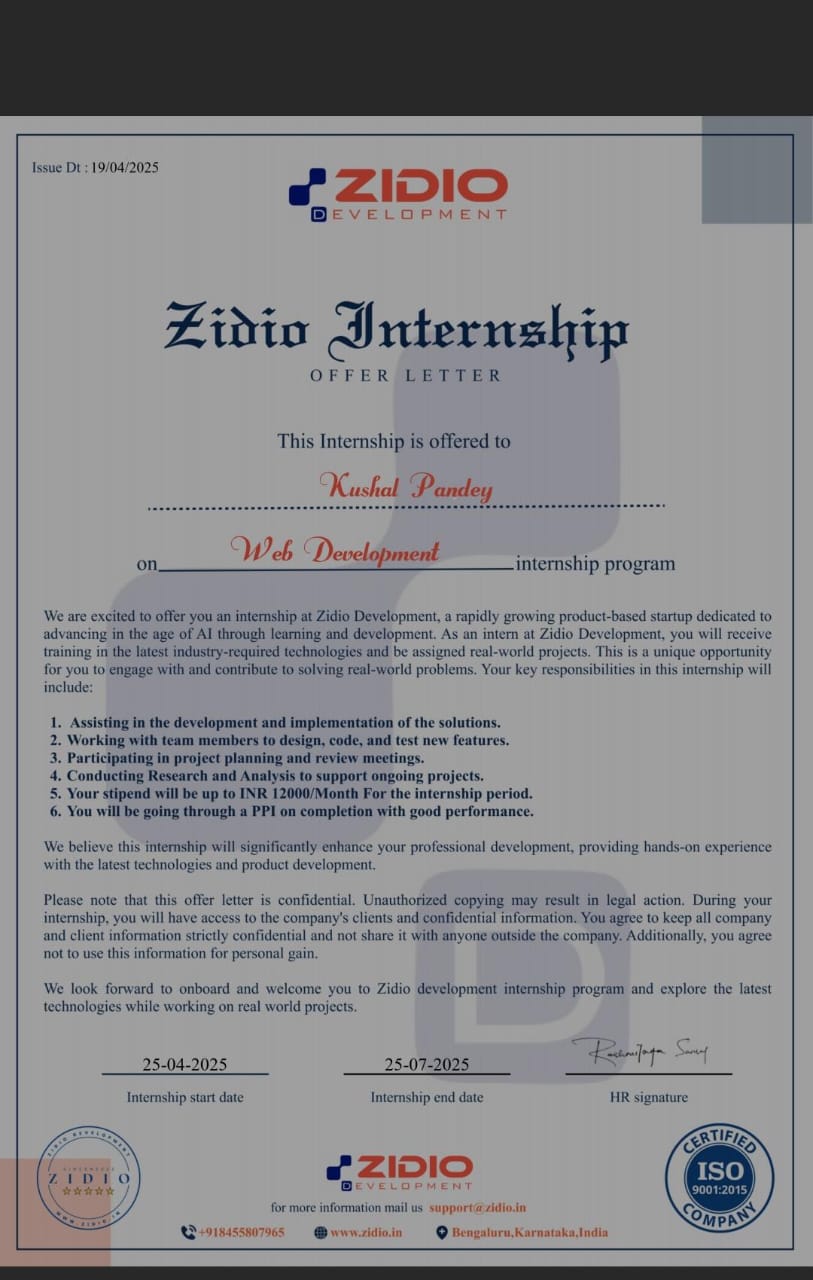 Issue Dt : 19/04/2025
ZIDIO
DEVELOPMENT
Zidio Internship
OFFER LETTER
This Internship is offered to
Kushal Pandey
on Web Development internship program
We are excited to offer you an internship at Zidio Development, a rapidly growing product-based startup dedicated to
advancing in the age of AI through learning and development. As an intern at Zidio Development, you will receive
training in the latest industry-required technologies and be assigned real-world projects. This is a unique opportunity
for you to engage with and contribute to solving real-world problems. Your key responsibilities in this internship will
include:
1. Assisting in the development and implementation of the solutions.
2. Working with team members to design, code, and test new features.
3. Participating in project planning and review meetings.
4. Conducting Research and Analysis to support ongoing projects.
5. Your stipend will be up to INR 12000/Month For the internship period.
6. You will be going through a PPI on completion with good performance.
We believe this internship will significantly enhance your professional development, providing hands-on experience
with the latest technologies and product development.
Please note that this offer letter is confidential. Unauthorized copying may result in legal action. During your
internship, you will have access to the company's clients and confidential information. You agree to keep all company
and client information strictly confidential and not share it with anyone outside the company. Additionally, you agree
not to use this information for personal gain.
We look forward to onboard and welcome you to Zidio development internship program and explore the latest
technologies while working on real world projects.
25-04-2025
25-07-2025
Internship start date
Internship end date
HR signature
ZIDIO DEVELOPMENT
ZIDIO
WWW.ZIDIO.IN
ZIDIO
DEVELOPMENT
CERTIFIED
ISO
9001:2015
COMPANY
for more information mail us support@zidio.in
+918455807965 www.zidio.in Bengaluru,Karnataka,India